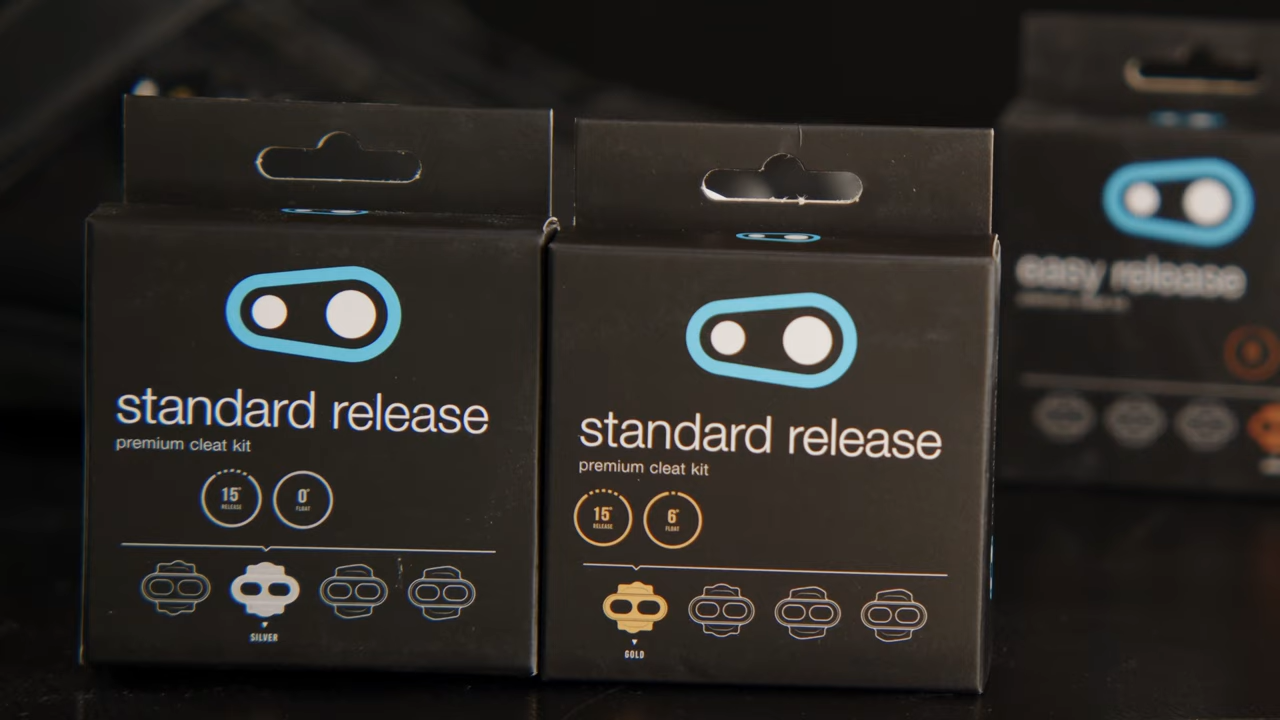 standard release
premium cleat kit
15°
RELEASE
0°
FLOAT
SILVER
standard release
premium cleat kit
15°
RELEASE
6°
FLOAT
GOLD
easy release